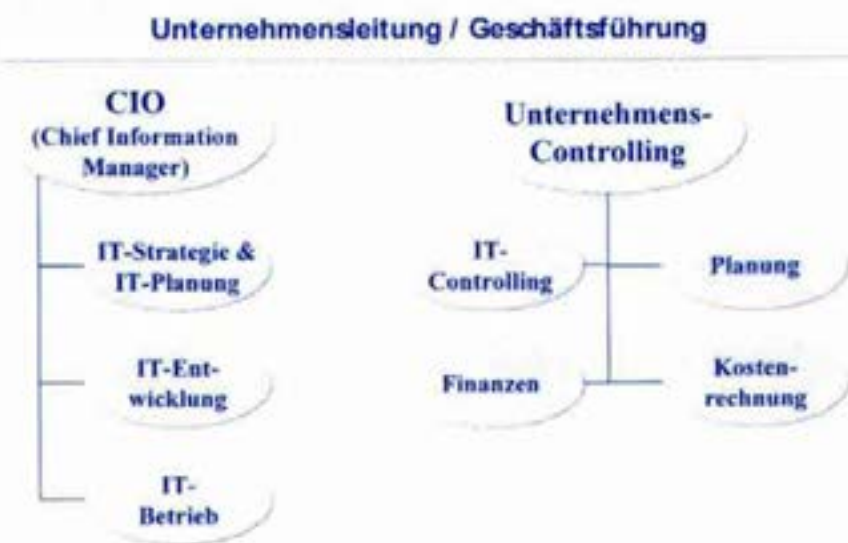 Unternehmensleitung / Geschäftsführung
CIO
(Chief Information
Manager)
IT-Strategie &
IT-Planung
IT-Ent-
wicklung
IT-
Betrieb
Unternehmens-
Controlling
IT-
Controlling
Planung
Finanzen
Kosten-
rechnung